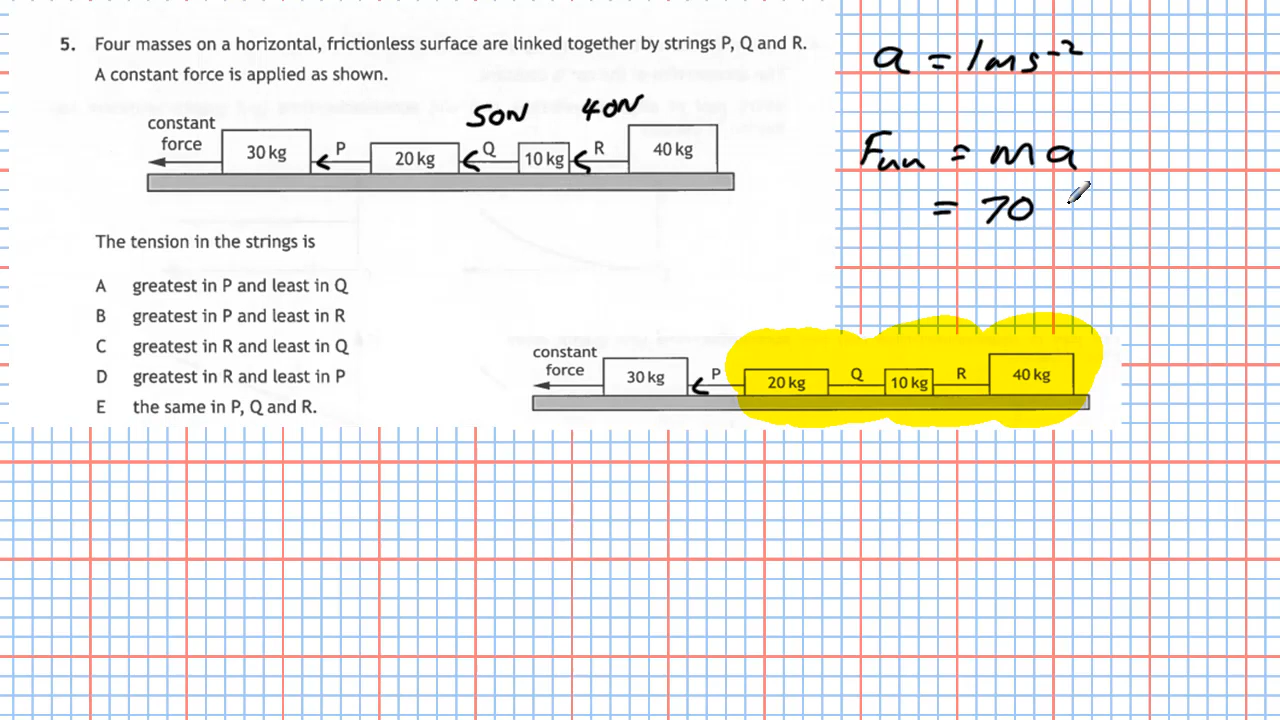 5. Four masses on a horizontal, frictionless surface are linked together by strings P, Q and R.
A constant force is applied as shown.
50N 40N
constant
force
30 kg P 20 kg Q 10 kg R 40 kg
The tension in the strings is
A greatest in P and least in Q
B greatest in P and least in R
C greatest in R and least in Q
D greatest in R and least in P
E the same in P, Q and R.
a = 1ms⁻²
Fun = ma
= 70
constant
force
30 kg P 20 kg Q 10 kg R 40 kg